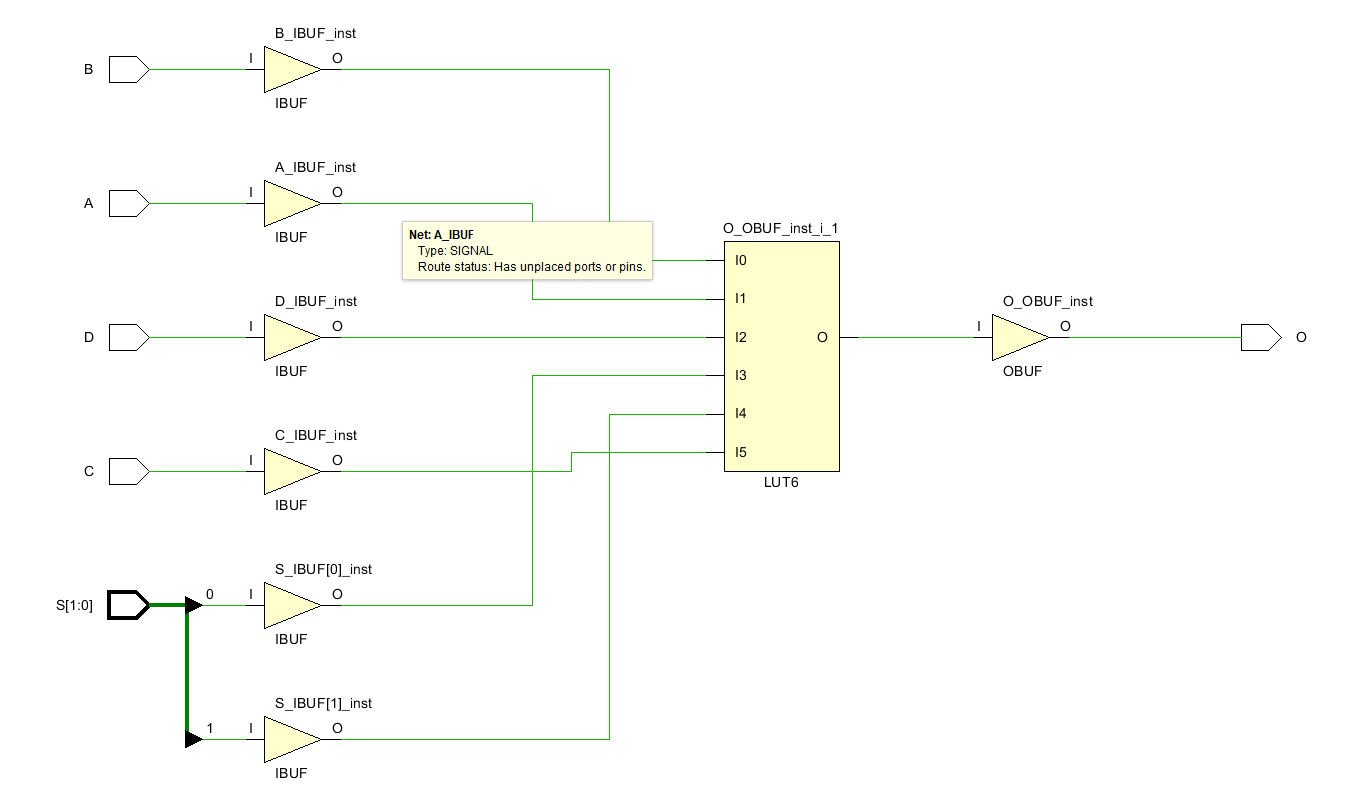 B_IBUF_inst
B
I
O
IBUF
A_IBUF_inst
A
I
O
IBUF
Net: A_IBUF
Type: SIGNAL
Route status: Has unplaced ports or pins.
D_IBUF_inst
D
I
O
IBUF
C_IBUF_inst
C
I
O
IBUF
S_IBUF[0]_inst
S[1:0]
0
I
O
IBUF
S_IBUF[1]_inst
1
I
O
IBUF
O_OBUF_inst_i_1
I0
I1
I2
I3
I4
I5
O
LUT6
O_OBUF_inst
I
O
OBUF
O